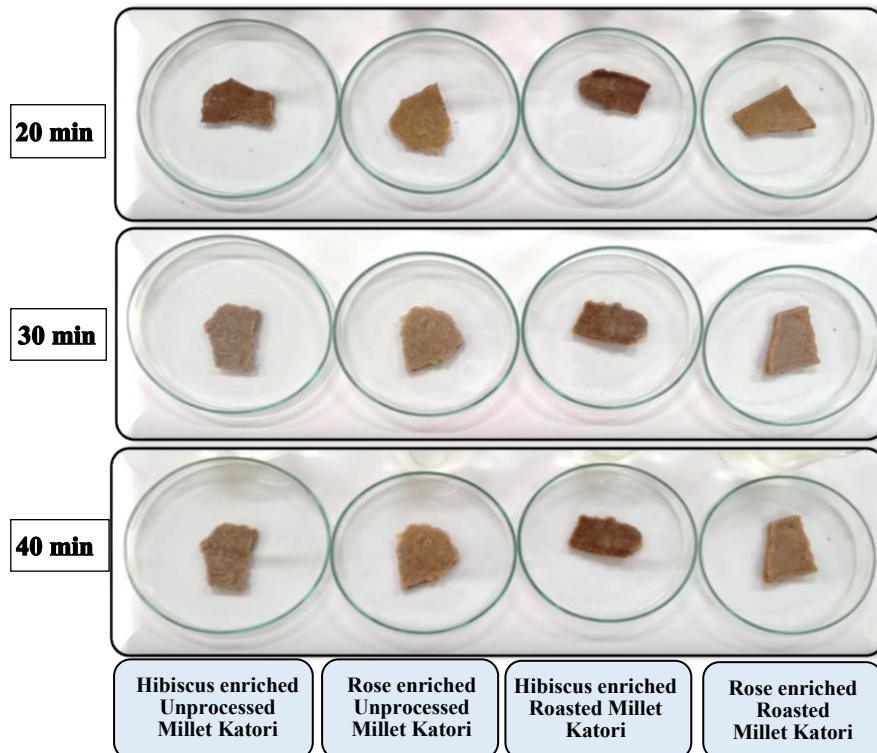 20 min
30 min
40 min
Hibiscus enriched
Unprocessed
Millet Katori
Rose enriched
Unprocessed
Millet Katori
Hibiscus enriched
Roasted Millet
Katori
Rose enriched
Roasted
Millet Katori